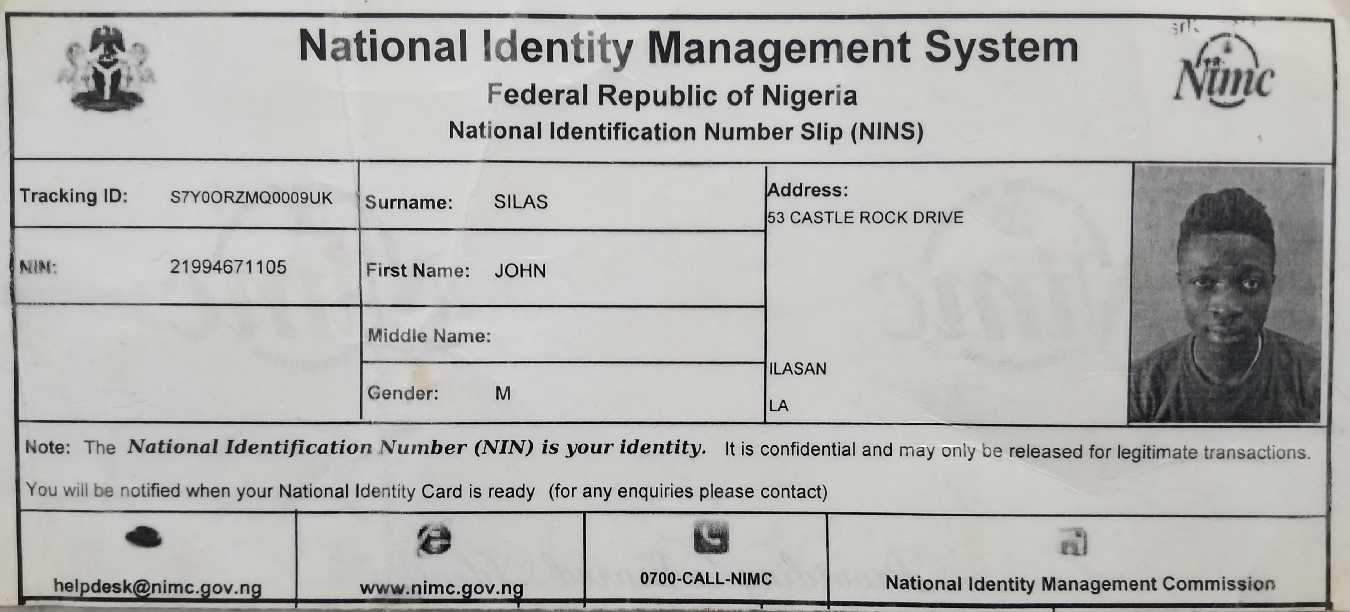 National Identity Management System
Federal Republic of Nigeria
National Identification Number Slip (NINS)
Nimc
Tracking ID: S7Y0ORZMQ0009UK
Surname: SILAS
Address:
53 CASTLE ROCK DRIVE
NIN: 21994671105
First Name: JOHN
Middle Name:
ILASAN
Gender: M
LA
Note: The National Identification Number (NIN) is your identity. It is confidential and may only be released for legitimate transactions.
You will be notified when your National Identity Card is ready (for any enquiries please contact)
helpdesk@nimc.gov.ng
www.nimc.gov.ng
0700-CALL-NIMC
National Identity Management Commission